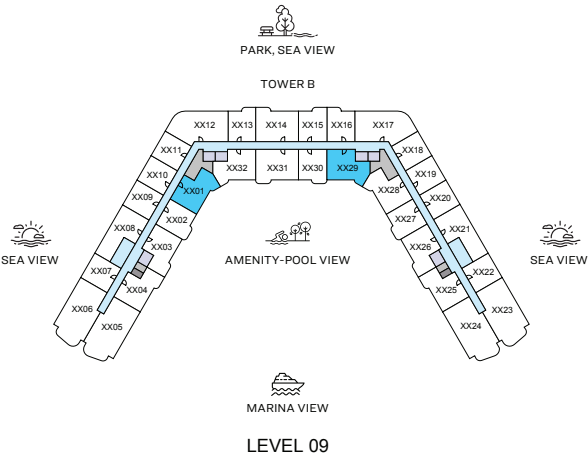 PARK, SEA VIEW
TOWER B
XX12
XX13
XX14
XX15
XX16
XX17
XX11
XX18
XX10
XX32
XX31
XX30
XX29
XX19
XX01
XX28
XX09
XX20
XX02
XX27
XX08
XX21
XX03
XX26
SEA VIEW
AMENITY-POOL VIEW
SEA VIEW
XX07
XX22
XX04
XX25
XX06
XX23
XX05
XX24
MARINA VIEW
LEVEL 09